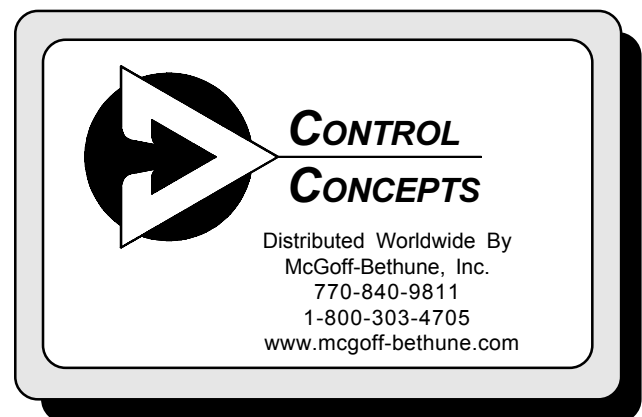 CONTROL
CONCEPTS
Distributed Worldwide By
McGoff-Bethune, Inc.
770-840-9811
1-800-303-4705
www.mcgoff-bethune.com